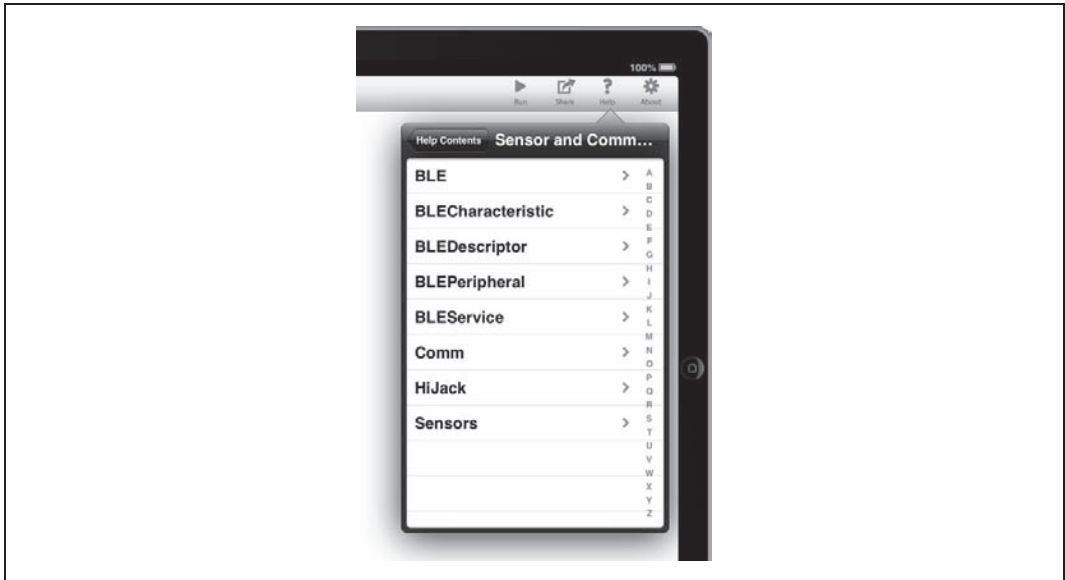 100%
Run Share Help About
Help Contents Sensor and Comm...
BLE
BLECharacteristic
BLEDescriptor
BLEPeripheral
BLEService
Comm
HiJack
Sensors
A
B
C
D
E
F
G
H
I
J
K
L
M
N
O
P
Q
R
S
T
U
V
W
X
Y
Z